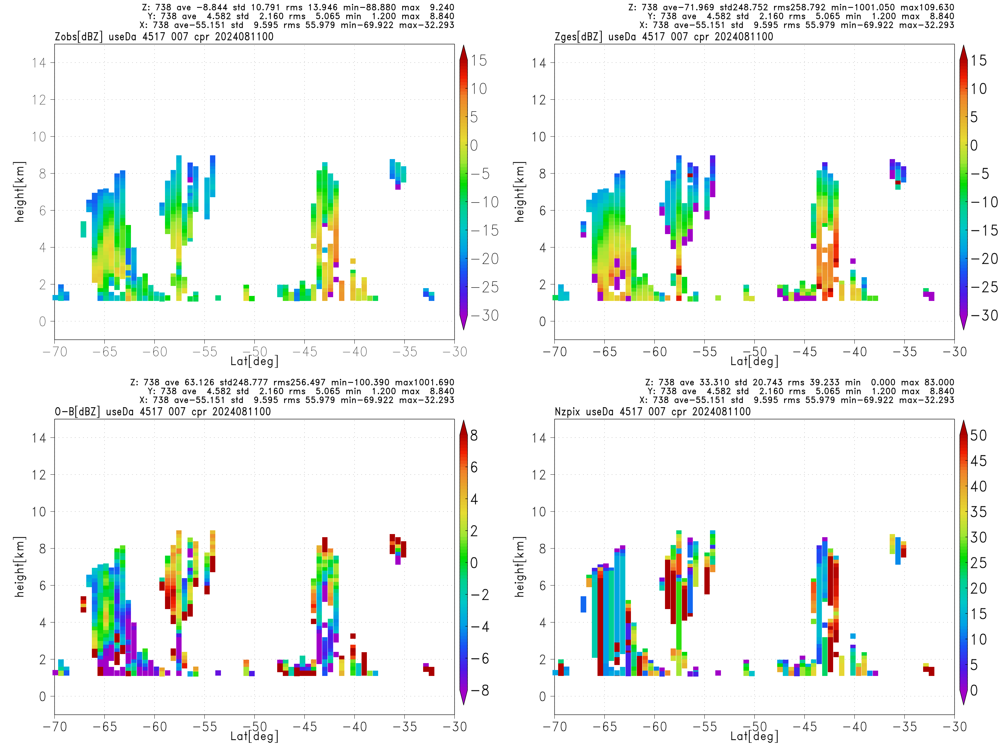 Z: 738 ave -8.844 std 10.791 rms 13.946 min-88.880 max 9.240
Y: 738 ave 4.582 std 2.160 rms 5.065 min 1.200 max 8.840
X: 738 ave-55.151 std 9.595 rms 55.979 min-69.922 max-32.293
Zobs[dBZ] useDa 4517 007 cpr 2024081100
14
12
10
8
6
4
2
0
height[km]
-70 -65 -60 -55 -50 -45 -40 -35 -30
Lat[deg]
15
10
5
0
-5
-10
-15
-20
-25
-30
Z: 738 ave-71.969 std248.752 rms258.792 min-1001.050 max109.630
Y: 738 ave 4.582 std 2.160 rms 5.065 min 1.200 max 8.840
X: 738 ave-55.151 std 9.595 rms 55.979 min-69.922 max-32.293
Zges[dBZ] useDa 4517 007 cpr 2024081100
14
12
10
8
6
4
2
0
height[km]
-70 -65 -60 -55 -50 -45 -40 -35 -30
Lat[deg]
15
10
5
0
-5
-10
-15
-20
-25
-30
Z: 738 ave 63.126 std248.777 rms256.497 min-100.390 max1001.690
Y: 738 ave 4.582 std 2.160 rms 5.065 min 1.200 max 8.840
X: 738 ave-55.151 std 9.595 rms 55.979 min-69.922 max-32.293
O-B[dBZ] useDa 4517 007 cpr 2024081100
14
12
10
8
6
4
2
0
height[km]
-70 -65 -60 -55 -50 -45 -40 -35 -30
Lat[deg]
8
6
4
2
0
-2
-4
-6
-8
Z: 738 ave 33.310 std 20.743 rms 39.233 min 0.000 max 83.000
Y: 738 ave 4.582 std 2.160 rms 5.065 min 1.200 max 8.840
X: 738 ave-55.151 std 9.595 rms 55.979 min-69.922 max-32.293
Nzpix useDa 4517 007 cpr 2024081100
14
12
10
8
6
4
2
0
height[km]
-70 -65 -60 -55 -50 -45 -40 -35 -30
Lat[deg]
50
45
40
35
30
25
20
15
10
5
0